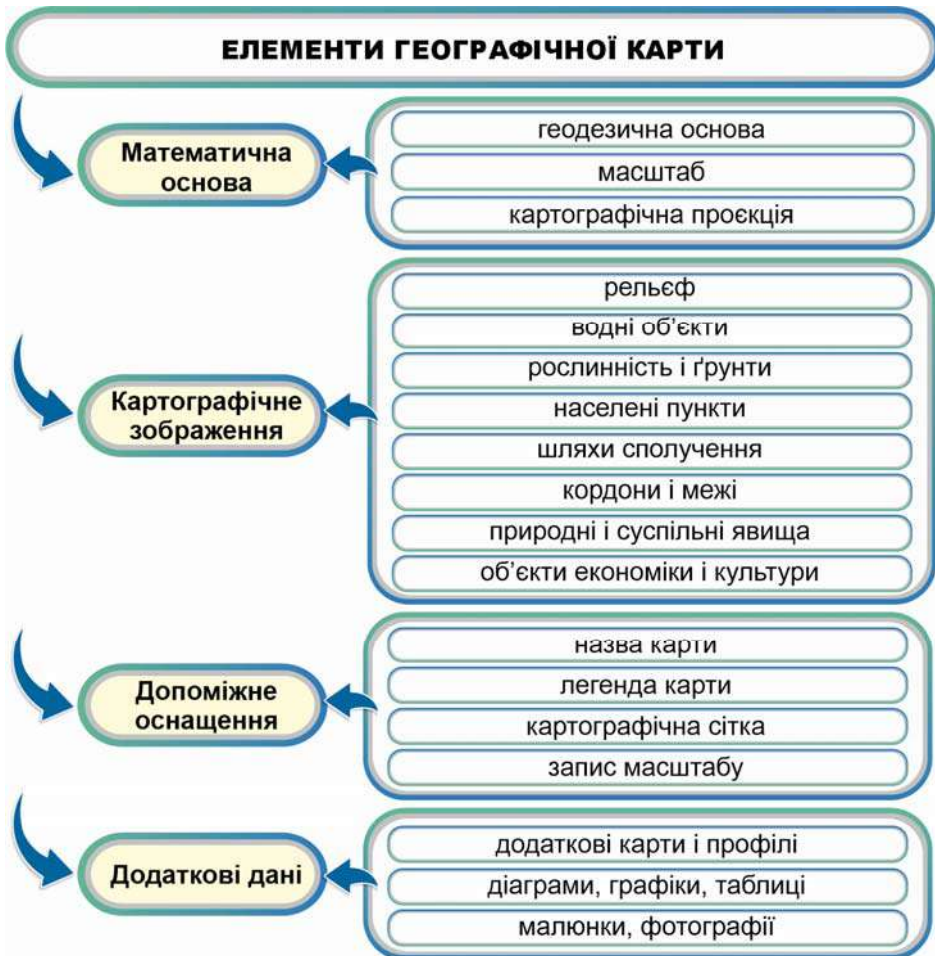 ЕЛЕМЕНТИ ГЕОГРАФІЧНОЇ КАРТИ
Математична
основа
геодезична основа
масштаб
картографічна проєкція
Картографічне
зображення
рельєф
водні об’єкти
рослинність і ґрунти
населені пункти
шляхи сполучення
кордони і межі
природні і суспільні явища
об’єкти економіки і культури
Допоміжне
оснащення
назва карти
легенда карти
картографічна сітка
запис масштабу
Додаткові дані
додаткові карти і профілі
діаграми, графіки, таблиці
малюнки, фотографії